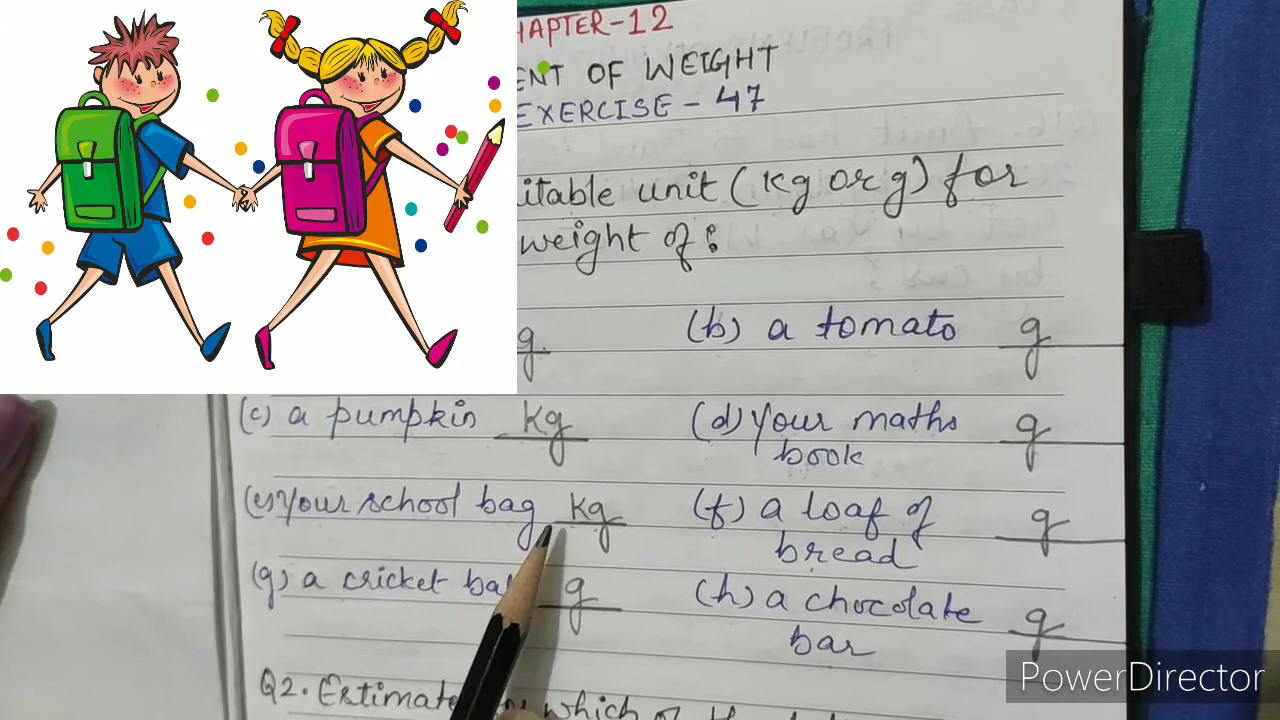 HAPTER-12
ENT OF WEIGHT
EXERCISE - 47
itable unit (kg or g) for
weight of :
g. (b) a tomato g
(c) a pumpkin kg (d) your maths book g
(e) your school bag kg (f) a loaf of bread g
(g) a cricket g (h) a chocolate bar g
Q2. Estimate which of
PowerDirector